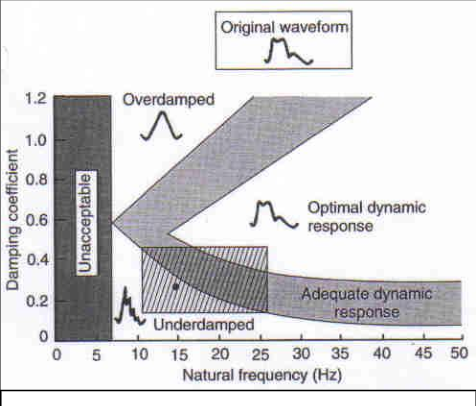 Original waveform
Overdamped
1.2
1.0
0.8
0.6
0.4
0.2
0
Damping coefficient
Unacceptable
Optimal dynamic
response
Adequate dynamic
response
Underdamped
0 5 10 15 20 25 30 35 40 45 50
Natural frequency (Hz)